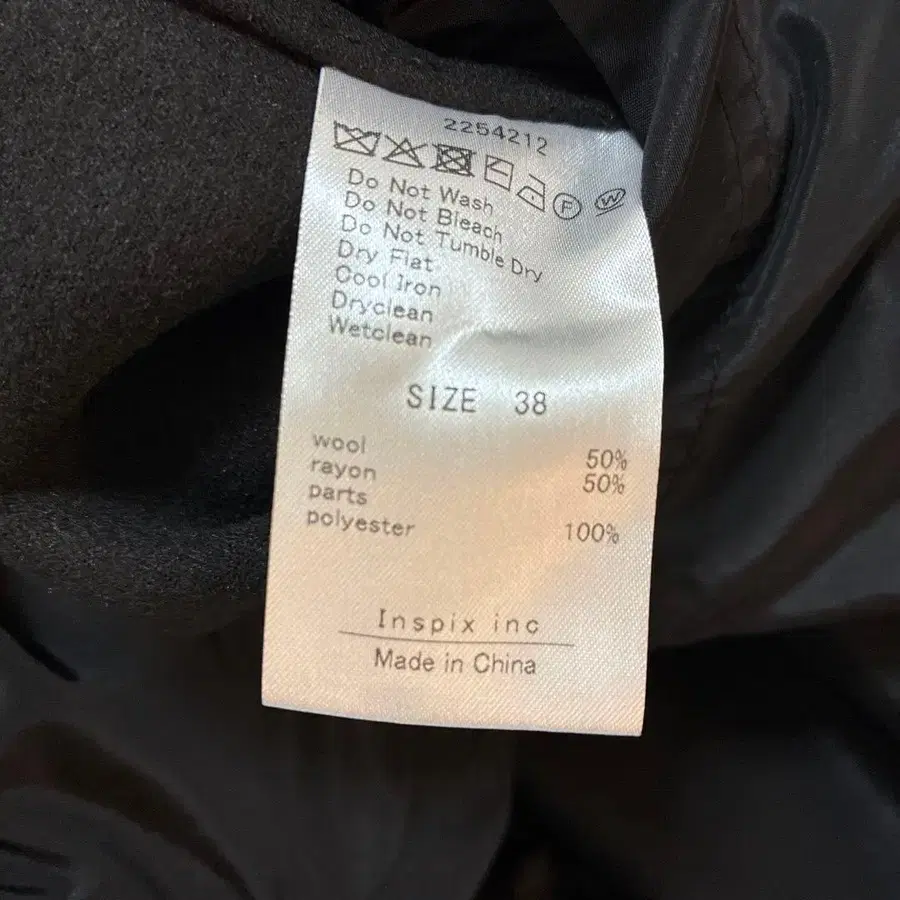 2254212
F W
Do Not Wash
Do Not Bleach
Do Not Tumble Dry
Dry Flat
Cool Iron
Dryclean
Wetclean
SIZE 38
wool 50%
rayon 50%
parts
polyester 100%
Inspix inc
Made in China